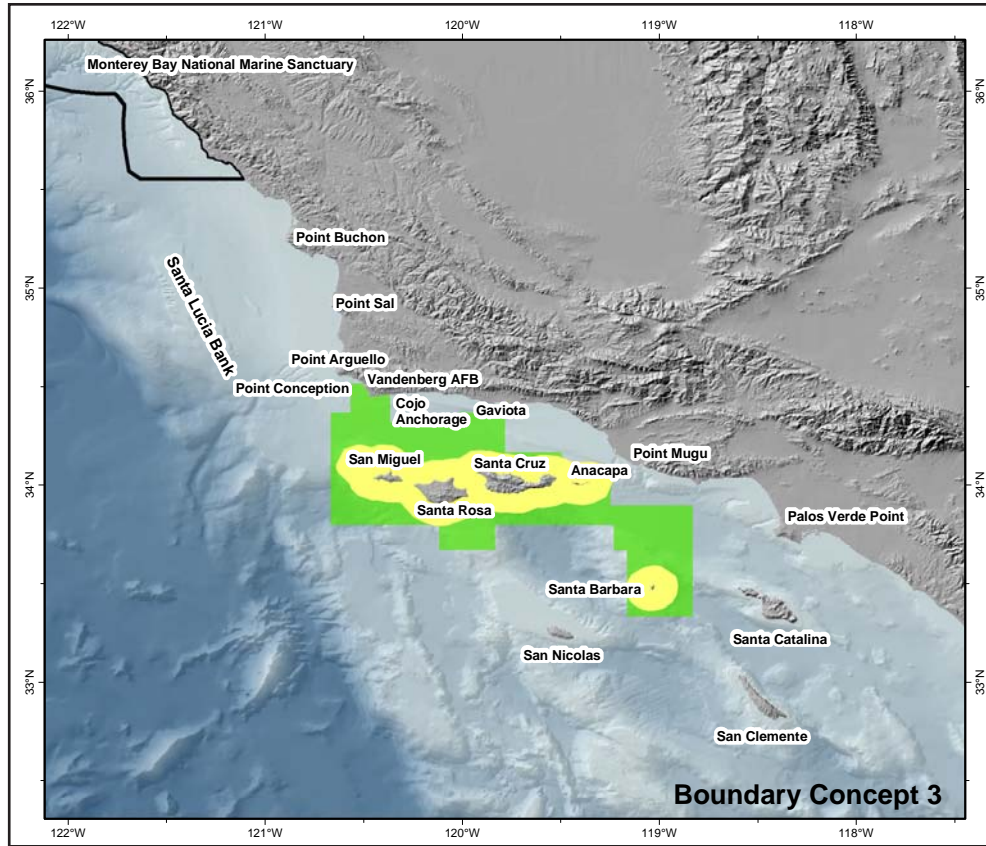 122°W 121°W 120°W 119°W 118°W
Monterey Bay National Marine Sanctuary
36°N 36°N
Point Buchon
35°N 35°N
Santa Lucia Bank
Point Sal
Point Arguello
Vandenberg AFB
Point Conception
Cojo
Anchorage
Gaviota
Point Mugu
San Miguel
Santa Cruz
Anacapa
34°N 34°N
Santa Rosa
Palos Verde Point
Santa Barbara
Santa Catalina
San Nicolas
33°N 33°N
San Clemente
Boundary Concept 3
122°W 121°W 120°W 119°W 118°W